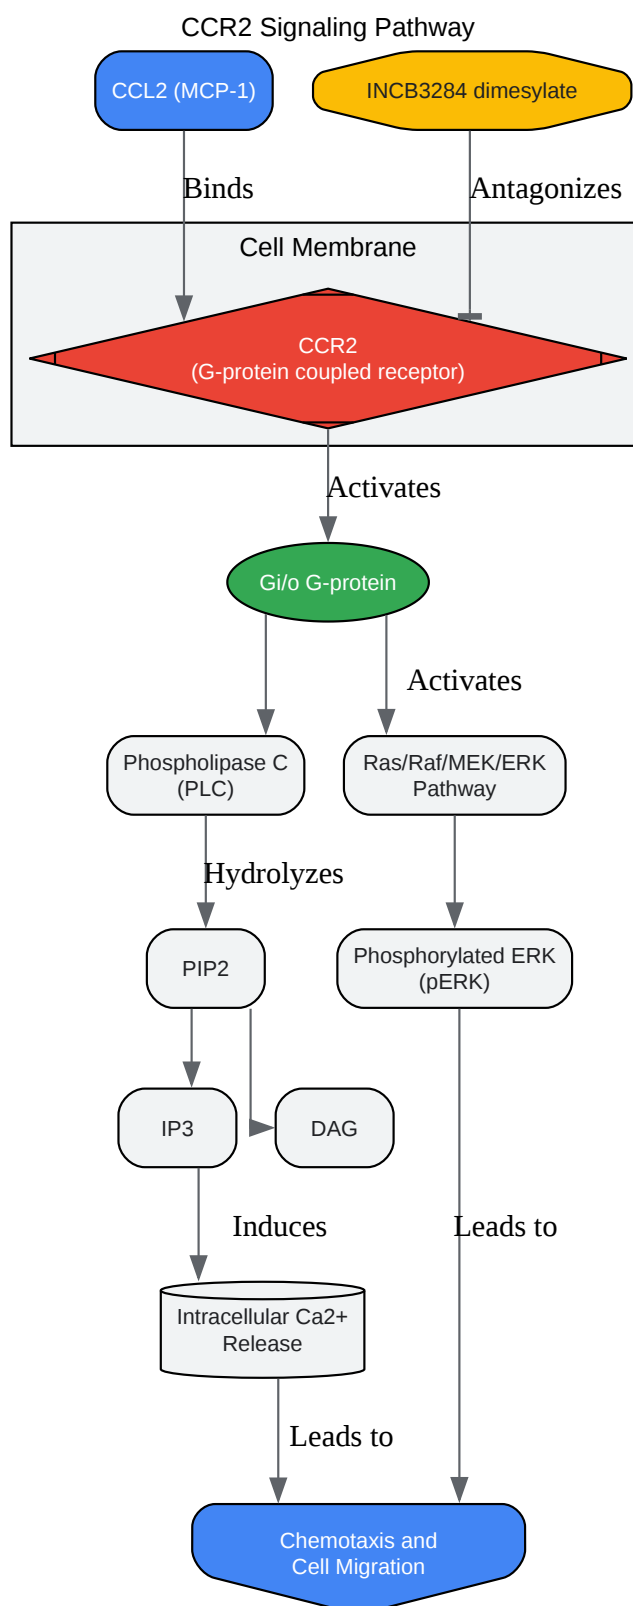 CCR2 Signaling Pathway
CCL2 (MCP-1)
INCB3284 dimesylate
Binds
Antagonizes
Cell Membrane
CCR2
(G-protein coupled receptor)
Activates
Gi/o G-protein
Activates
Phospholipase C
(PLC)
Ras/Raf/MEK/ERK
Pathway
Hydrolyzes
PIP2
Phosphorylated ERK
(pERK)
IP3
DAG
Induces
Leads to
Intracellular Ca2+
Release
Leads to
Chemotaxis and
Cell Migration